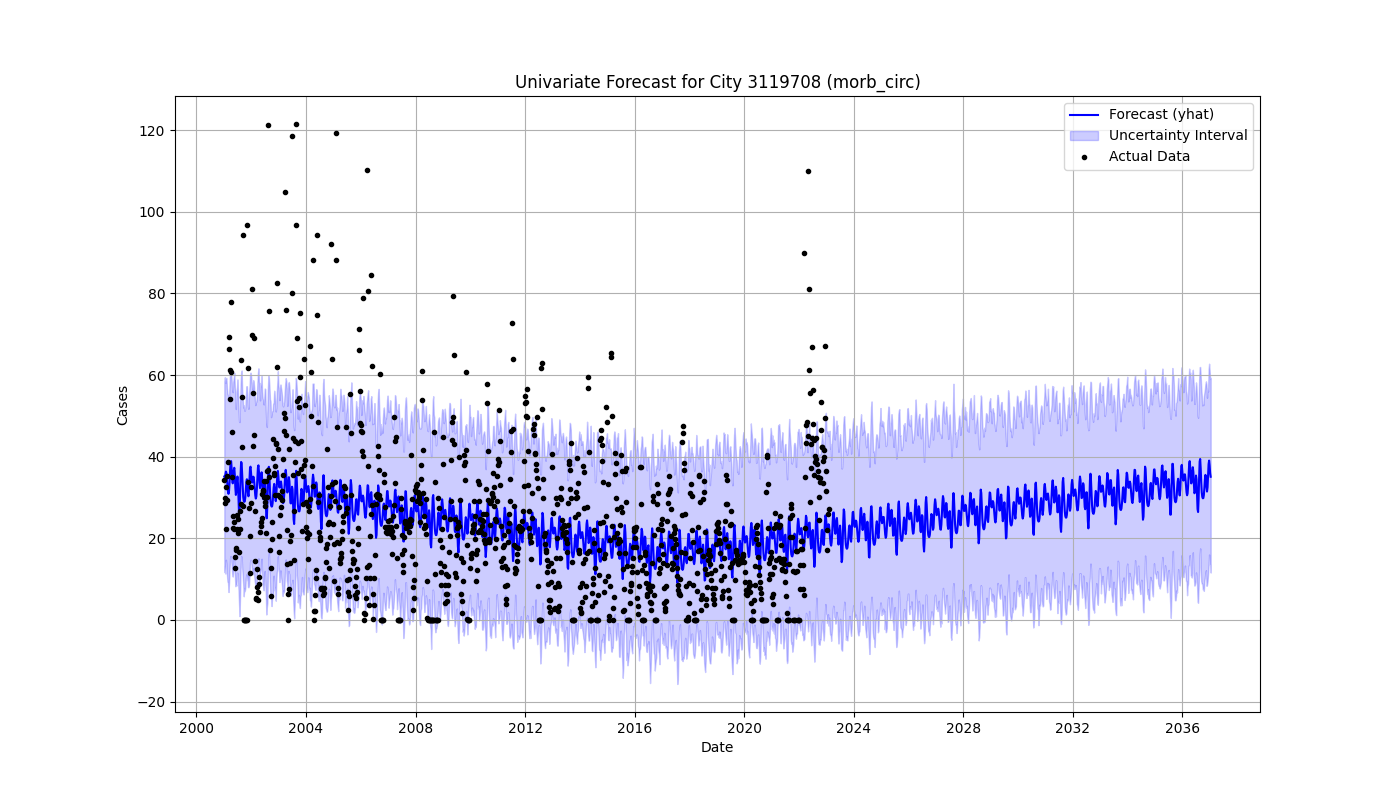 Univariate Forecast for City 3119708 (morb_circ)
Forecast (yhat)
Uncertainty Interval
Actual Data
120
100
80
60
40
20
0
−20
Cases
2000 2004 2008 2012 2016 2020 2024 2028 2032 2036
Date